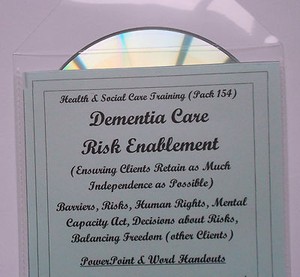 Health & Social Care Training (Pack 154)
Dementia Care
Risk Enablement
(Ensuring Clients Retain as Much
Independence as Possible)
Barriers, Risks, Human Rights, Mental
Capacity Act, Decisions about Risks,
Balancing Freedom (other Clients)
PowerPoint & Word Handouts